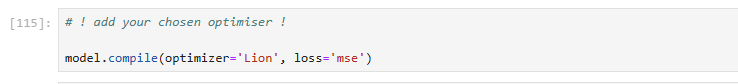 [115]: # ! add your chosen optimiser !
model.compile(optimizer='Lion', loss='mse')